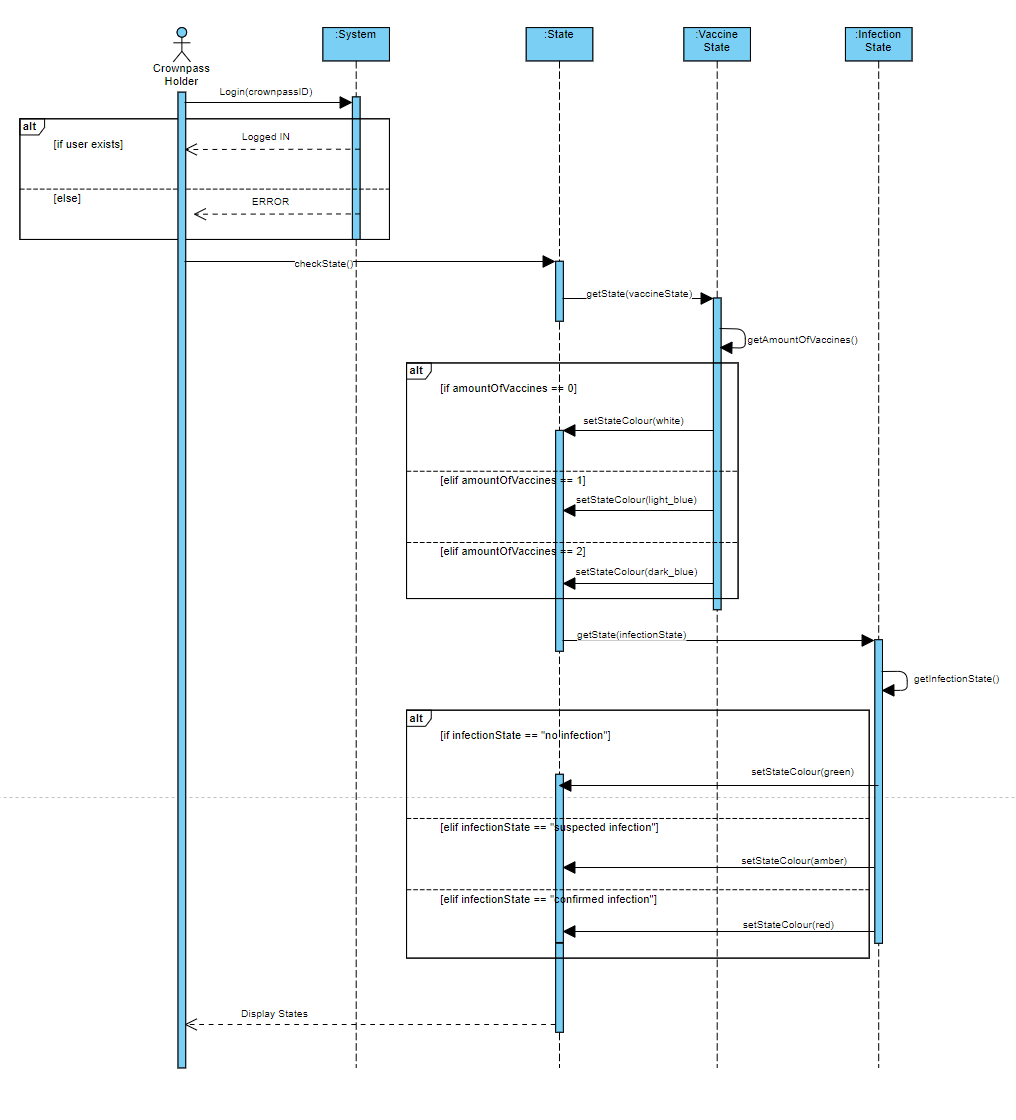 :System
:State
:Vaccine
State
:Infection
State
Crownpass
Holder
Login(crownpassID)
alt
Logged IN
[if user exists]
[else]
ERROR
checkState()
getState(vaccineState)
getAmountOfVaccines()
alt
[if amountOfVaccines == 0]
setStateColour(white)
[elif amountOfVaccines == 1]
setStateColour(light_blue)
[elif amountOfVaccines == 2]
setStateColour(dark_blue)
getState(infectionState)
getInfectionState()
alt
[if infectionState == "no infection"]
setStateColour(green)
[elif infectionState == "suspected infection"]
setStateColour(amber)
[elif infectionState == "confirmed infection"]
setStateColour(red)
Display States